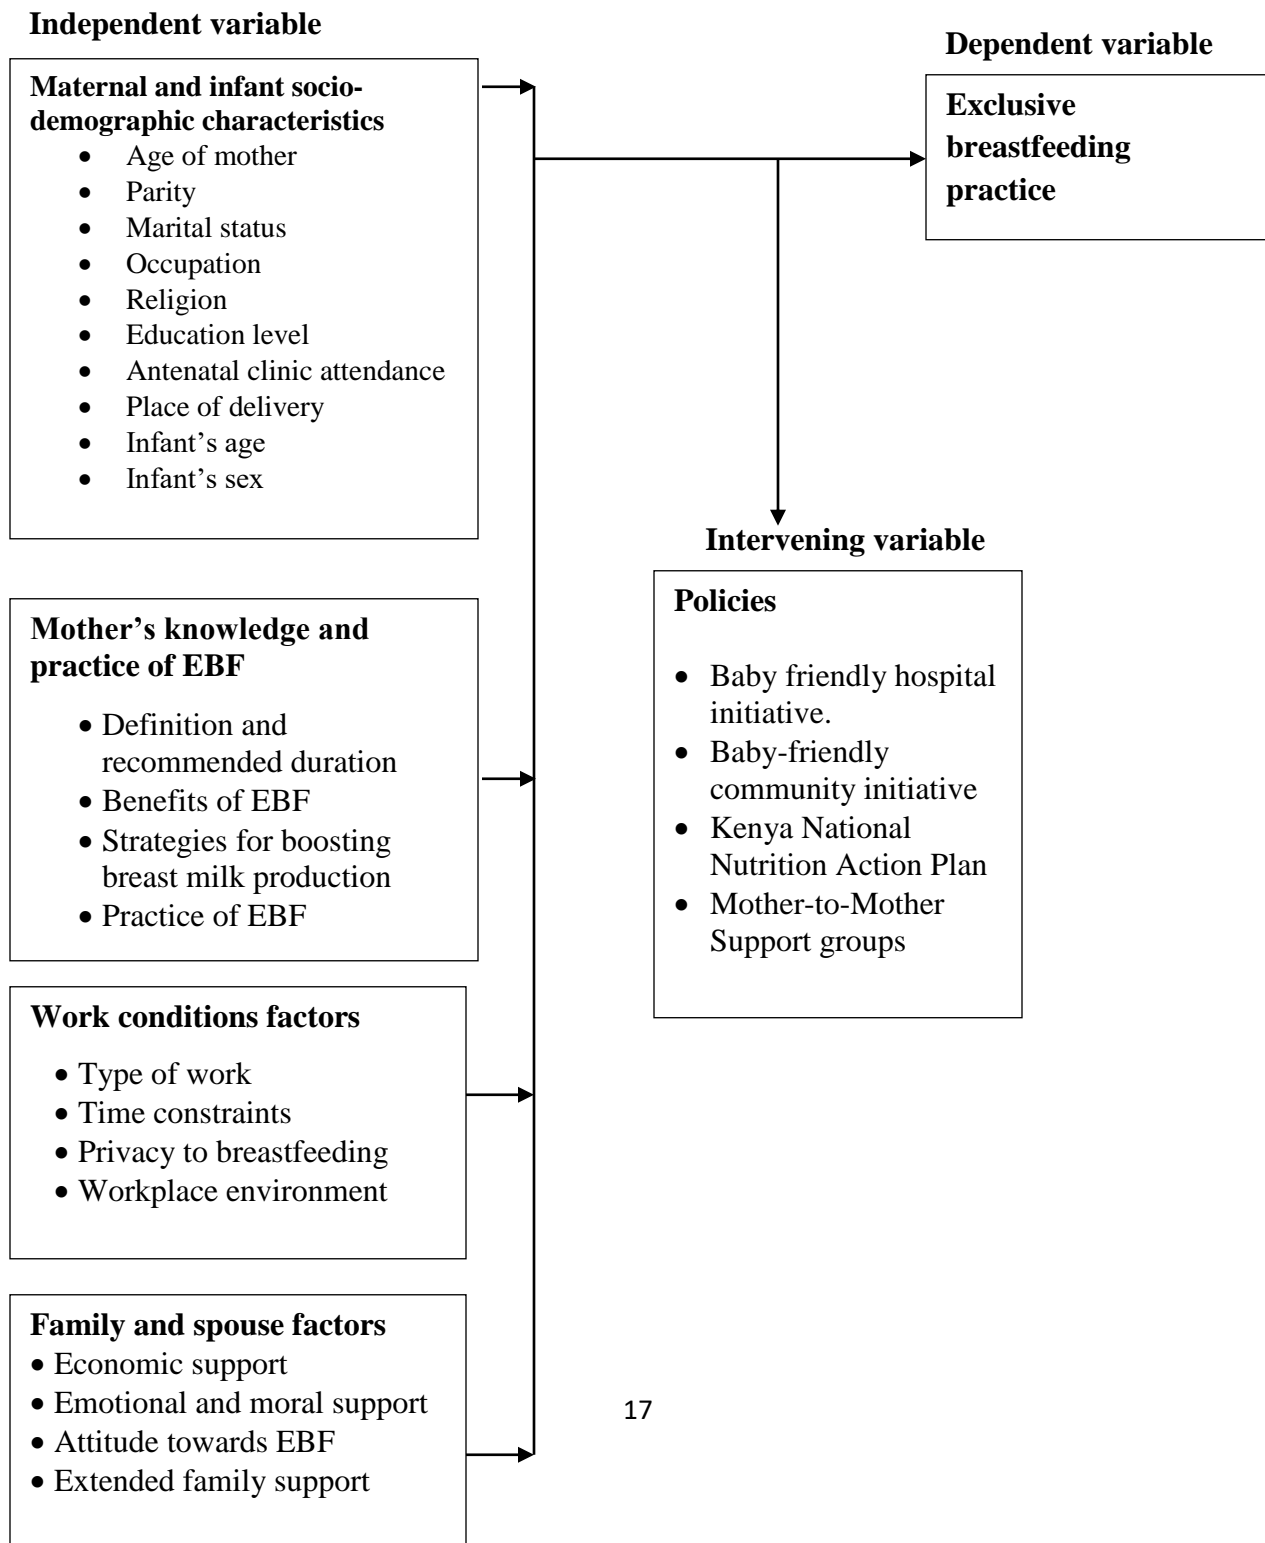 Independent variable
Maternal and infant socio-
demographic characteristics
• Age of mother
• Parity
• Marital status
• Occupation
• Religion
• Education level
• Antenatal clinic attendance
• Place of delivery
• Infant’s age
• Infant’s sex
Mother’s knowledge and
practice of EBF
• Definition and
recommended duration
• Benefits of EBF
• Strategies for boosting
breast milk production
• Practice of EBF
Work conditions factors
• Type of work
• Time constraints
• Privacy to breastfeeding
• Workplace environment
Family and spouse factors
• Economic support
• Emotional and moral support
• Attitude towards EBF
• Extended family support
Dependent variable
Exclusive
breastfeeding
practice
Intervening variable
Policies
• Baby friendly hospital
initiative.
• Baby-friendly
community initiative
• Kenya National
Nutrition Action Plan
• Mother-to-Mother
Support groups
17